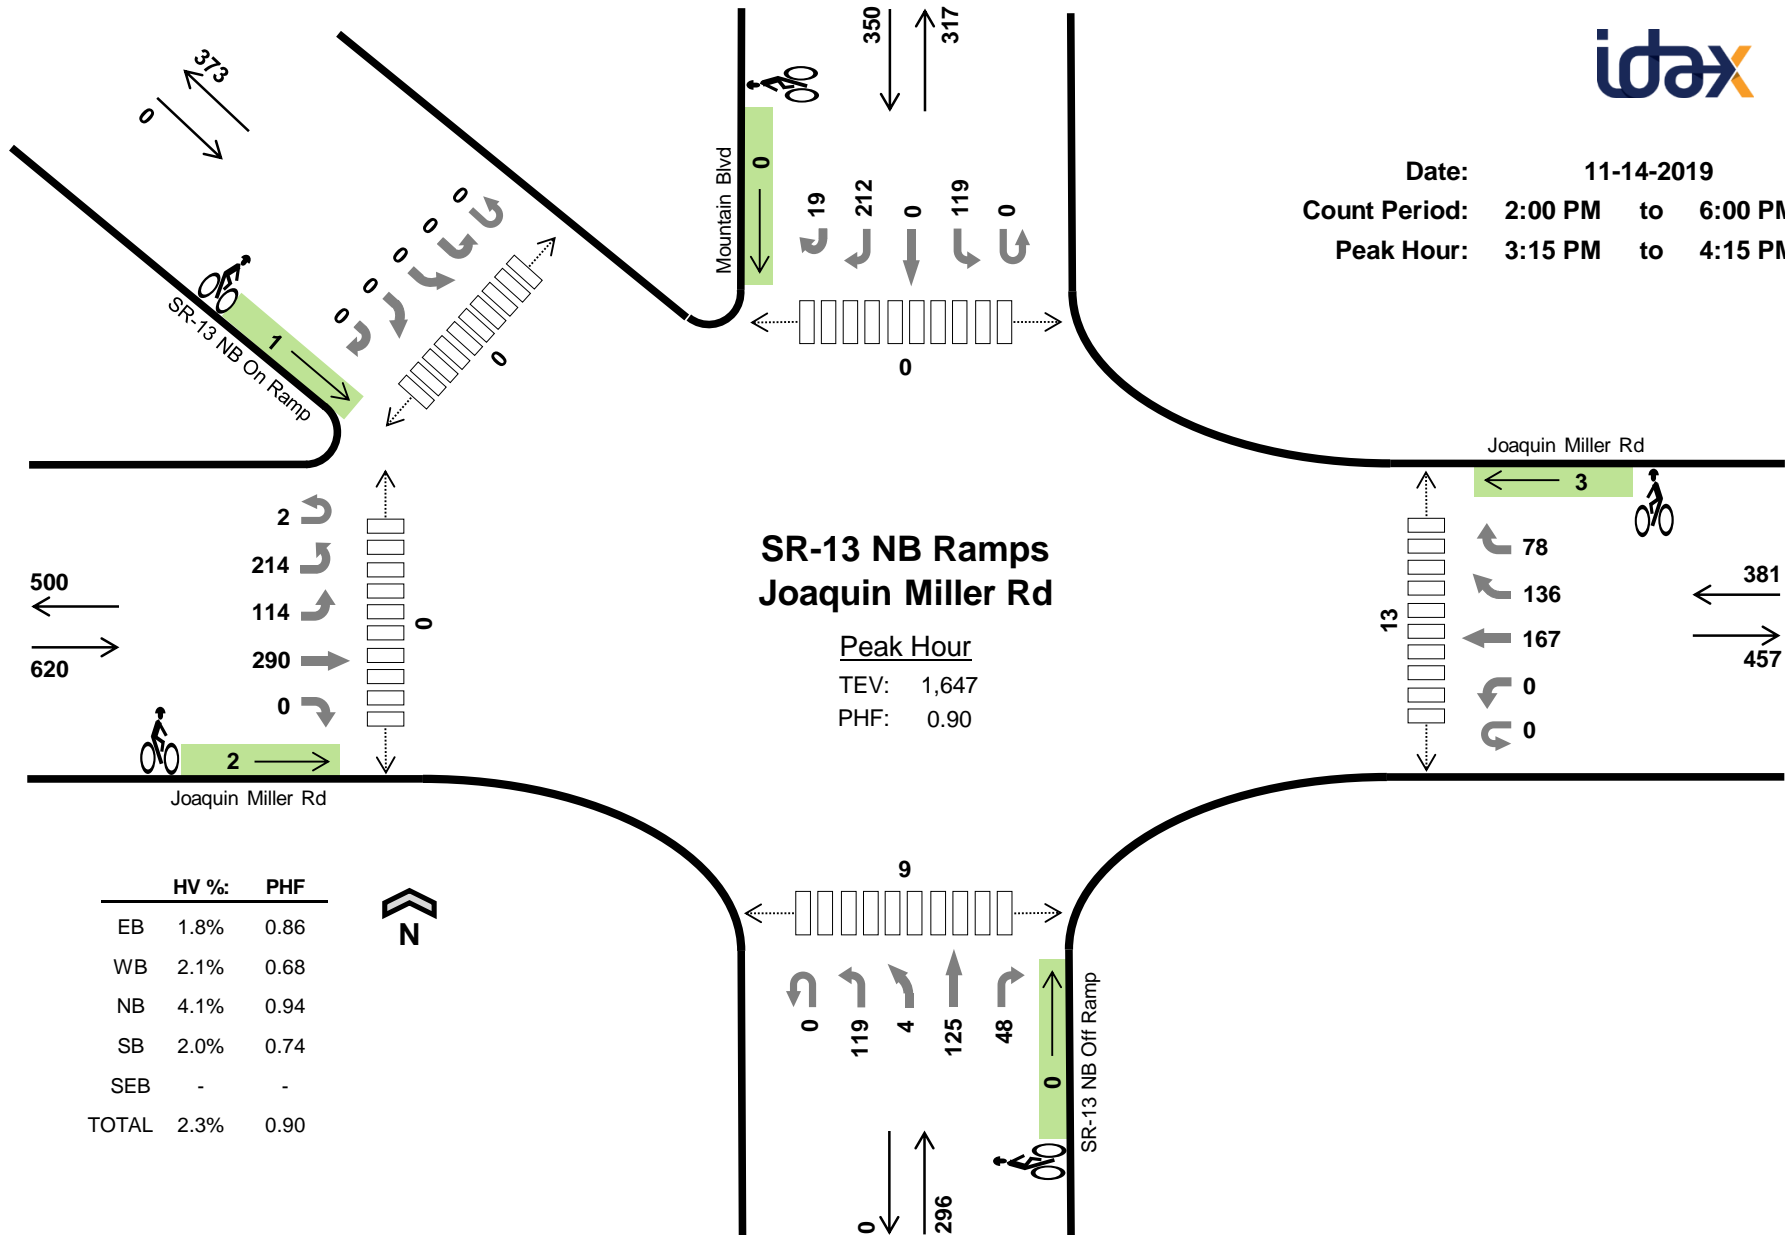 idax
Date: 11-14-2019
Count Period: 2:00 PM to 6:00 PM
Peak Hour: 3:15 PM to 4:15 PM
373
0
350
317
Mountain Blvd
0
19
212
0
119
0
0
0
0
0
0
0
0
0
SR-13 NB On Ramp
1
Joaquin Miller Rd
3
2
214
114
290
0
0
500
620
SR-13 NB Ramps
Joaquin Miller Rd
Peak Hour
TEV: 1,647
PHF: 0.90
13
78
136
167
0
0
381
457
2
Joaquin Miller Rd
HV %: PHF
EB 1.8% 0.86
WB 2.1% 0.68
NB 4.1% 0.94
SB 2.0% 0.74
SEB - -
TOTAL 2.3% 0.90
N
9
0
119
4
125
48
0
SR-13 NB Off Ramp
0
296